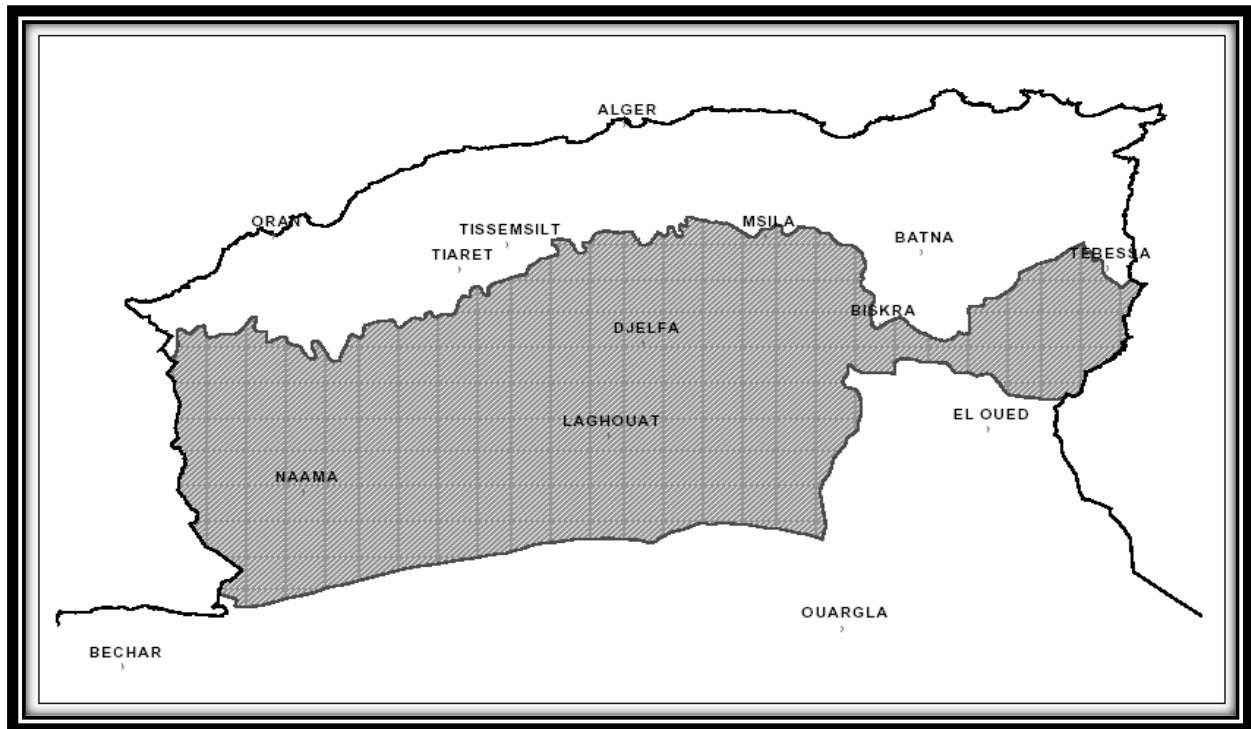 ALGER
ORAN
MSILA
TISSEMSILT
BATNA
TIARET
TEBESSA
BISKRA
DJELFA
EL OUED
LAGHOUAT
NAAMA
OUARGLA
BECHAR